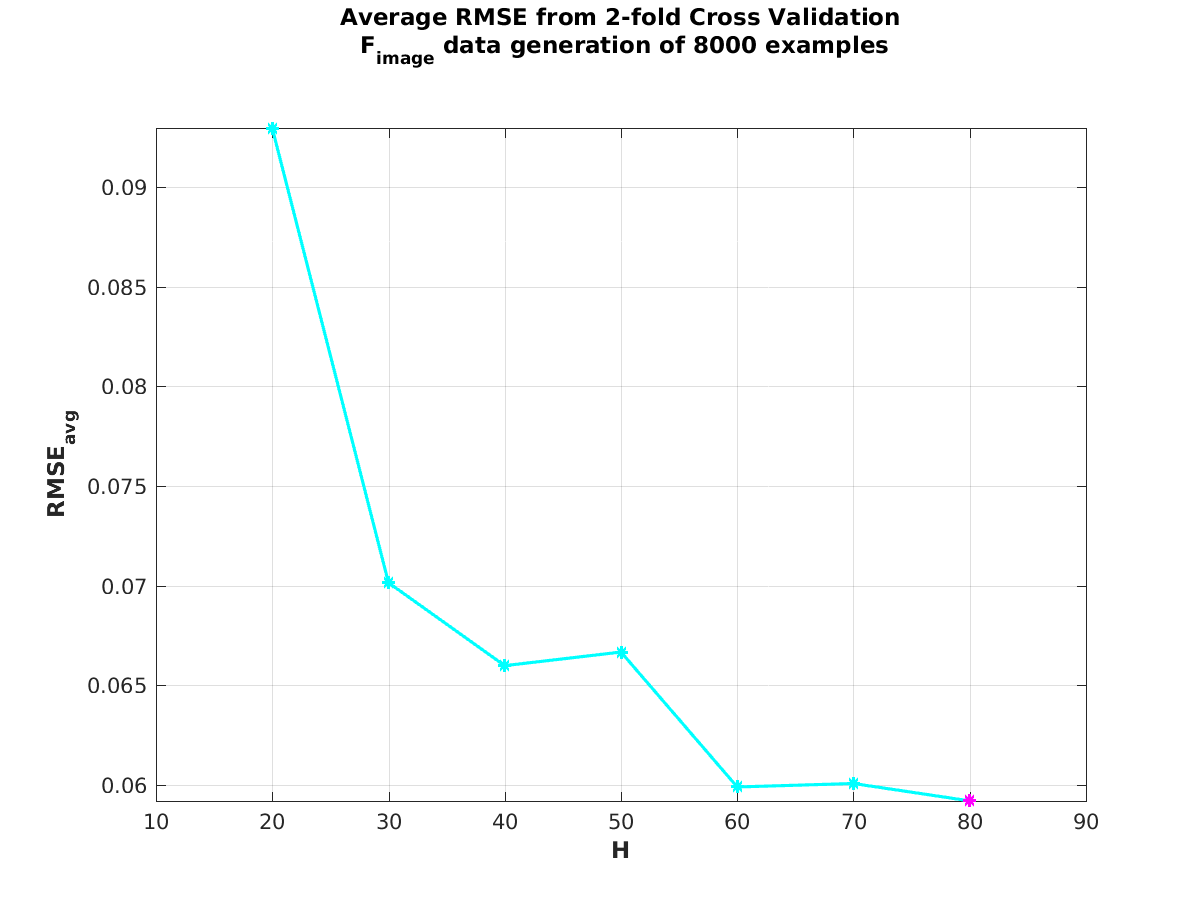 Average RMSE from 2-fold Cross Validation
F_image data generation of 8000 examples
0.09
0.085
0.08
0.075
0.07
0.065
0.06
RMSE_avg
10 20 30 40 50 60 70 80 90
H